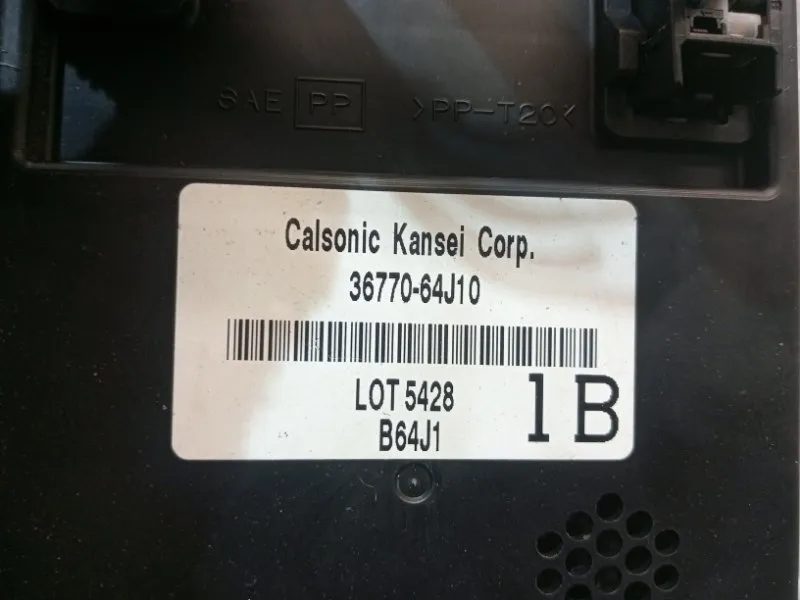 SAE PP >PP-T20<
Calsonic Kansei Corp.
36770-64J10
LOT 5428
B64J1
1B